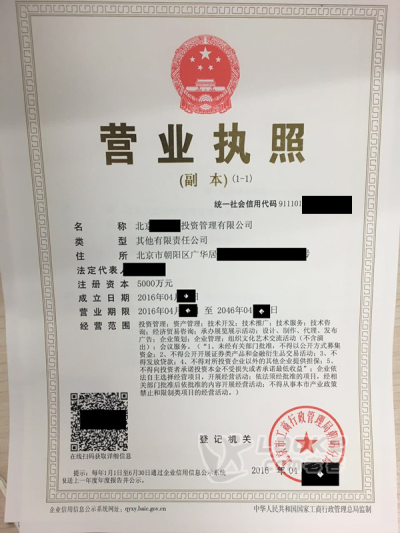 营业执照
(副 本) (1-1)
统一社会信用代码 911101
名 称 北京 投资管理有限公司
类 型 其他有限责任公司
住 所 北京市朝阳区广华居 号
法定代表人
注册资本 5000万元
成立日期 2016年04月 日
营业期限 2016年04月 日至 2046年04月 日
经营范围 投资管理；资产管理；技术开发；技术推广；技术服务；技术咨
询；经济贸易咨询；承办展览展示活动；设计、制作、代理、发布
广告；企业策划；企业管理；组织文化艺术交流活动（不含演
出）；会议服务。（“1、未经有关部门批准，不得以公开方式募集
资金；2、不得公开开展证券类产品和金融衍生品交易活动；3、不
得发放贷款；4、不得对所投资企业以外的其他企业提供担保；5、
不得向投资者承诺投资本金不受损失或者承诺最低收益”；企业依
法自主选择经营项目，开展经营活动；依法须经批准的项目，经相
关部门批准后依批准的内容开展经营活动；不得从事本市产业政策
禁止和限制类项目的经营活动。）
在线扫码获取详细信息
登记机关
2016 04
提示：每年1月1日至6月30日通过企业信用信息公示系统
报送上一年度年度报告并公示。
企业信用信息公示系统网址：qyxy.baic.gov.cn
中华人民共和国国家工商行政管理总局监制